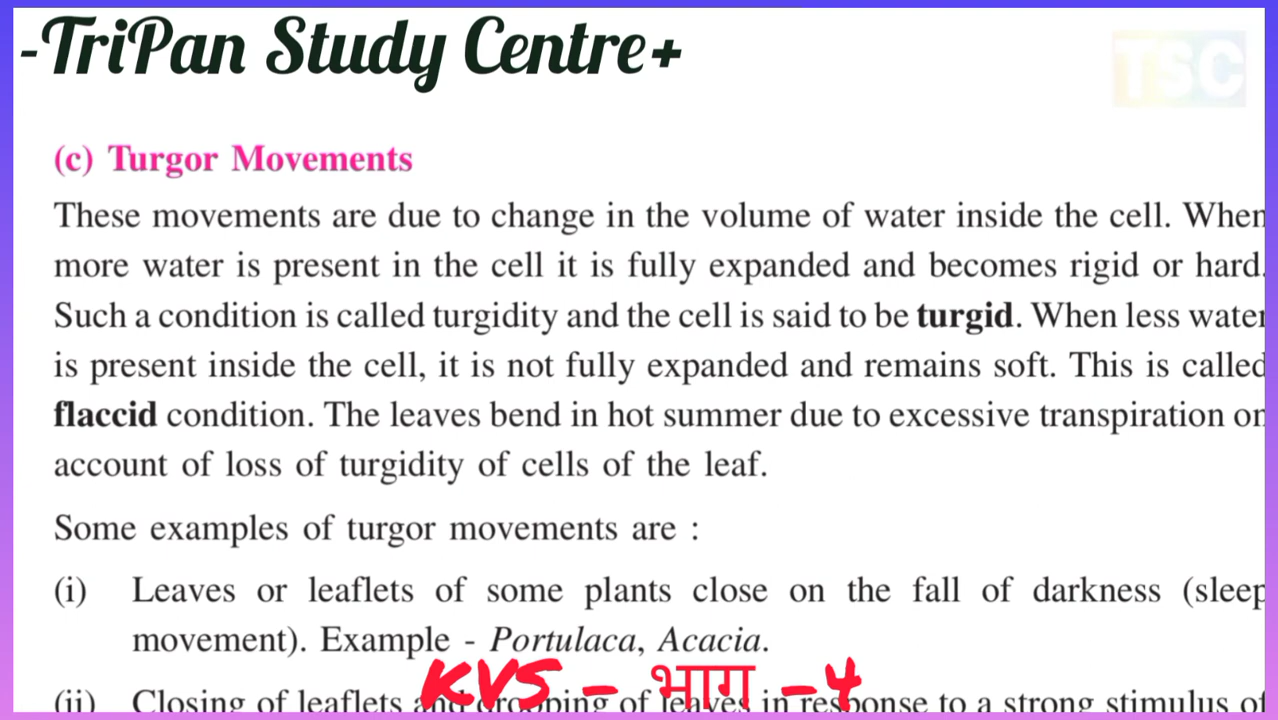 -TriPan Study Centre+
TSC
(c) Turgor Movements
These movements are due to change in the volume of water inside the cell. When
more water is present in the cell it is fully expanded and becomes rigid or hard.
Such a condition is called turgidity and the cell is said to be turgid. When less water
is present inside the cell, it is not fully expanded and remains soft. This is called
flaccid condition. The leaves bend in hot summer due to excessive transpiration on
account of loss of turgidity of cells of the leaf.
Some examples of turgor movements are :
(i) Leaves or leaflets of some plants close on the fall of darkness (sleep
movement). Example - Portulaca, Acacia.
(ii) Closing of leaflets and drooping of leaves in response to a strong stimulus of
KVS - भाग -4